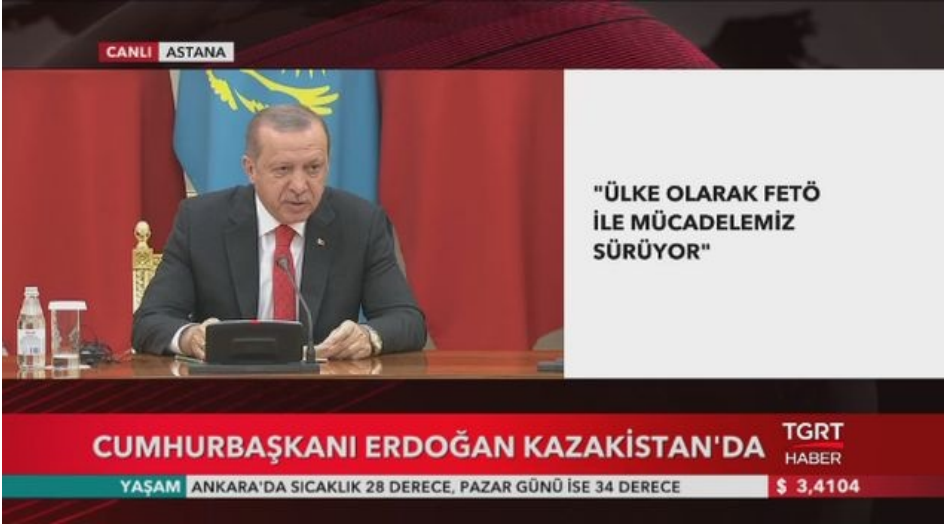 CANLI ASTANA
"ÜLKE OLARAK FETÖ
İLE MÜCADELEMİZ
SÜRÜYOR"
CUMHURBAŞKANI ERDOĞAN KAZAKİSTAN'DA
TGRT
HABER
YAŞAM ANKARA'DA SICAKLIK 28 DERECE, PAZAR GÜNÜ İSE 34 DERECE
$ 3,4104